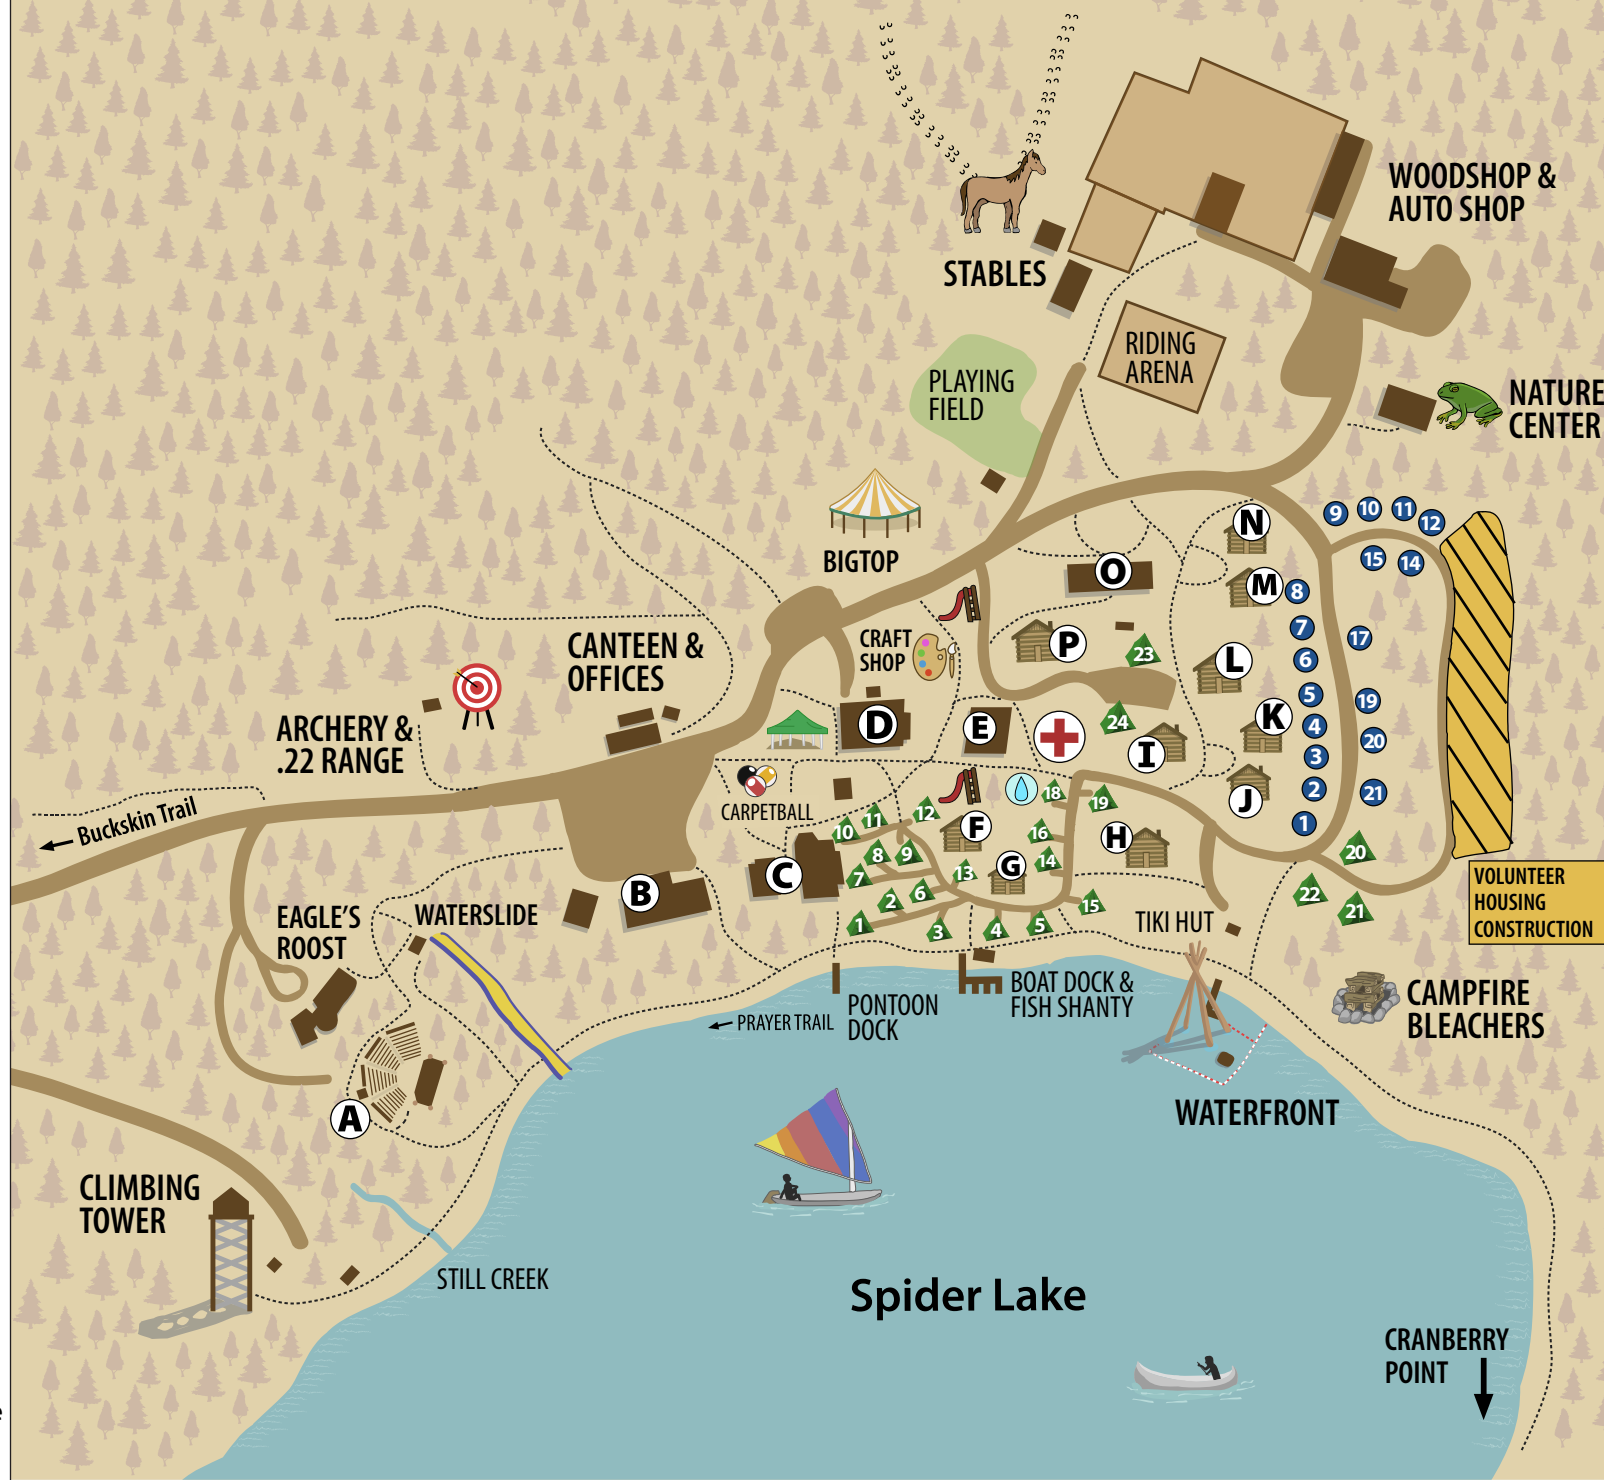 WOODSHOP &
AUTO SHOP
STABLES
RIDING
ARENA
PLAYING
FIELD
NATURE
CENTER
BIGTOP
N
9
10
11
12
15
14
O
M
8
7
17
CRAFT
SHOP
P
23
L
6
CANTEEN &
OFFICES
5
19
ARCHERY &
.22 RANGE
D
E
24
I
K
4
20
3
CARPETBALL
18
19
J
2
21
1
Buckskin Trail
10
11
12
F
16
H
20
8
9
C
7
13
G
14
22
21
VOLUNTEER
HOUSING
CONSTRUCTION
B
2
6
15
1
3
4
5
EAGLE'S
ROOST
WATERSLIDE
TIKI HUT
PONTOON
DOCK
BOAT DOCK &
FISH SHANTY
PRAYER TRAIL
CAMPFIRE
BLEACHERS
A
WATERFRONT
CLIMBING
TOWER
STILL CREEK
Spider Lake
CRANBERRY
POINT